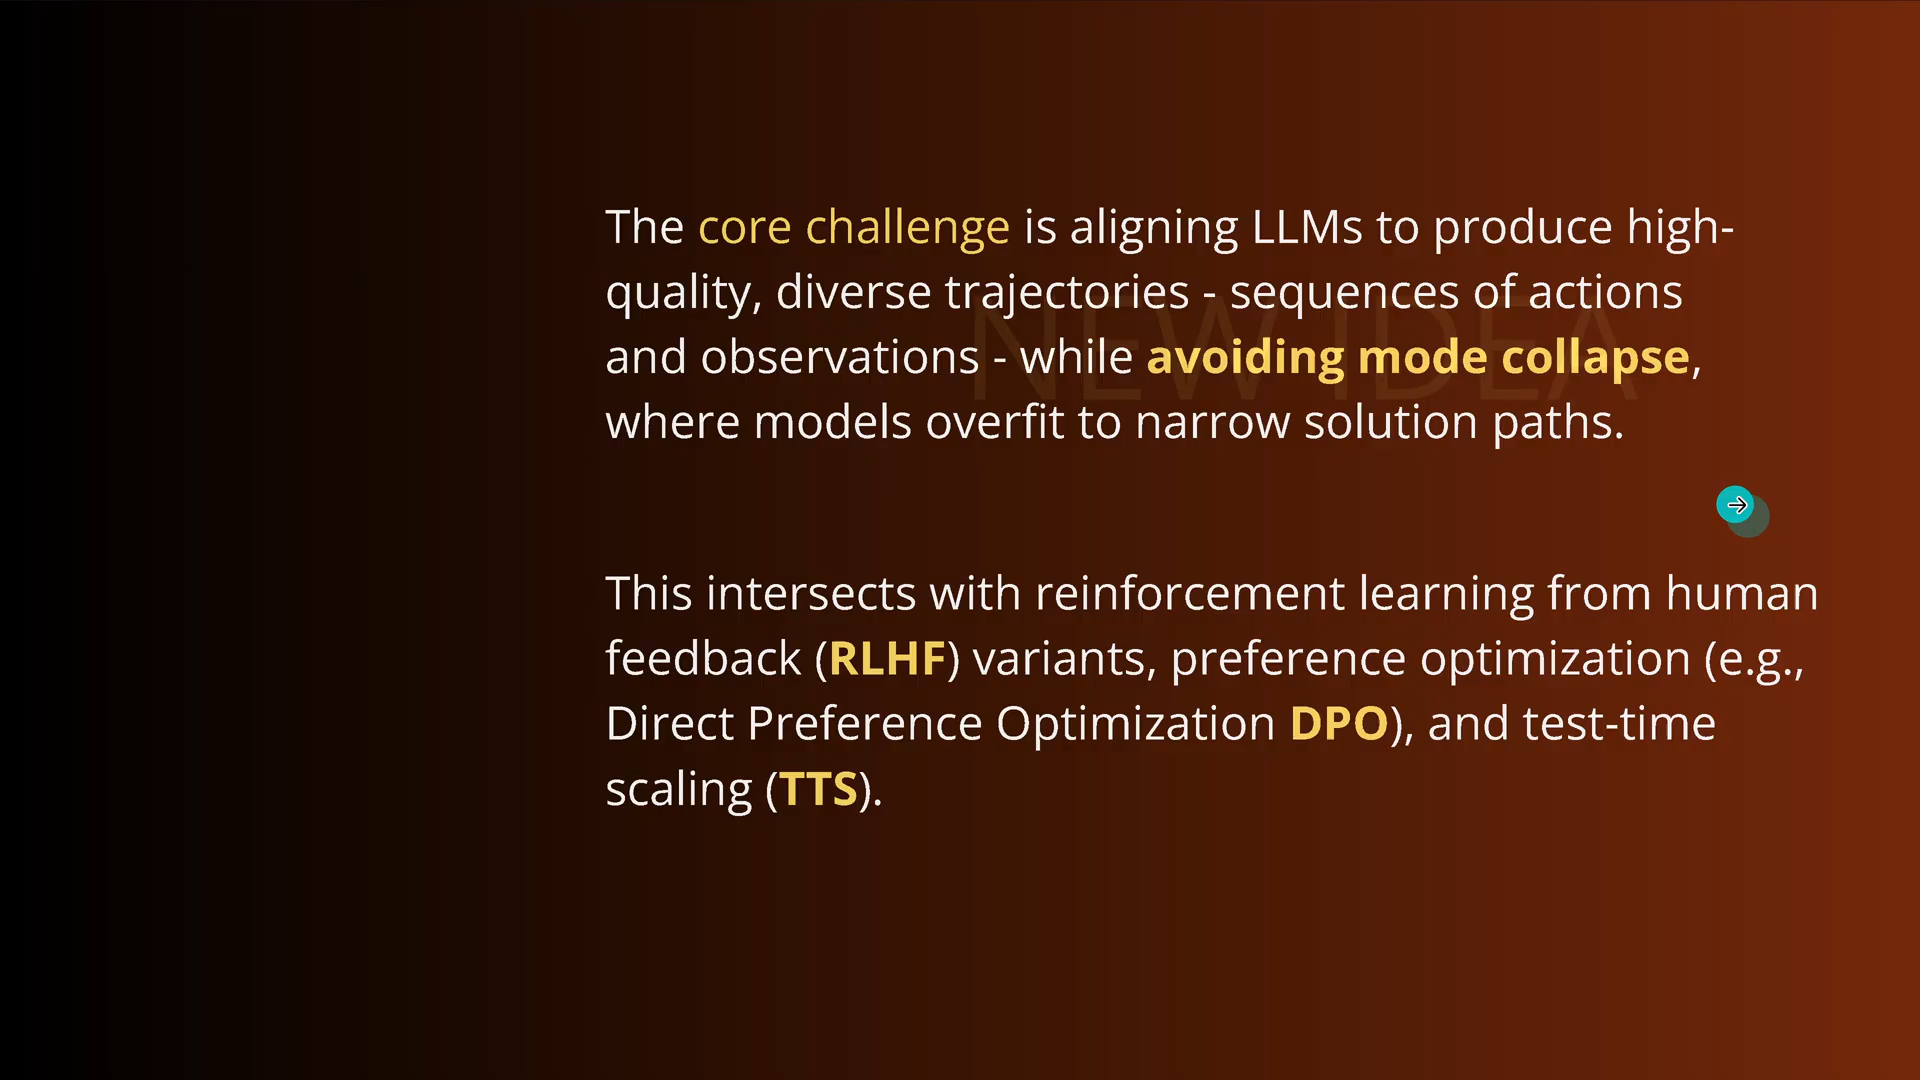 The core challenge is aligning LLMs to produce high-
quality, diverse trajectories - sequences of actions
NEW IDEA
and observations - while avoiding mode collapse,
where models overfit to narrow solution paths.
This intersects with reinforcement learning from human
feedback (RLHF) variants, preference optimization (e.g.,
Direct Preference Optimization DPO), and test-time
scaling (TTS).